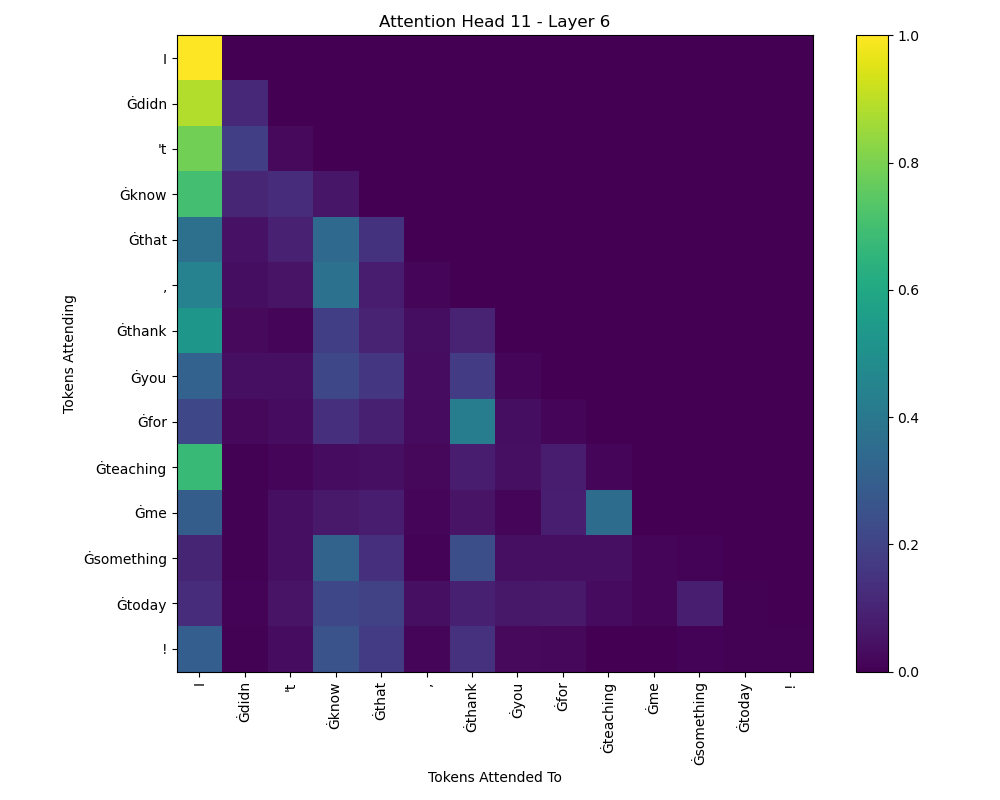 Attention Head 11 - Layer 6
I
Ġdidn
't
Ġknow
Ġthat
,
Ġthank
Ġyou
Ġfor
Ġteaching
Ġme
Ġsomething
Ġtoday
!
Tokens Attending
I
Ġdidn
't
Ġknow
Ġthat
,
Ġthank
Ġyou
Ġfor
Ġteaching
Ġme
Ġsomething
Ġtoday
!
Tokens Attended To
1.0
0.8
0.6
0.4
0.2
0.0